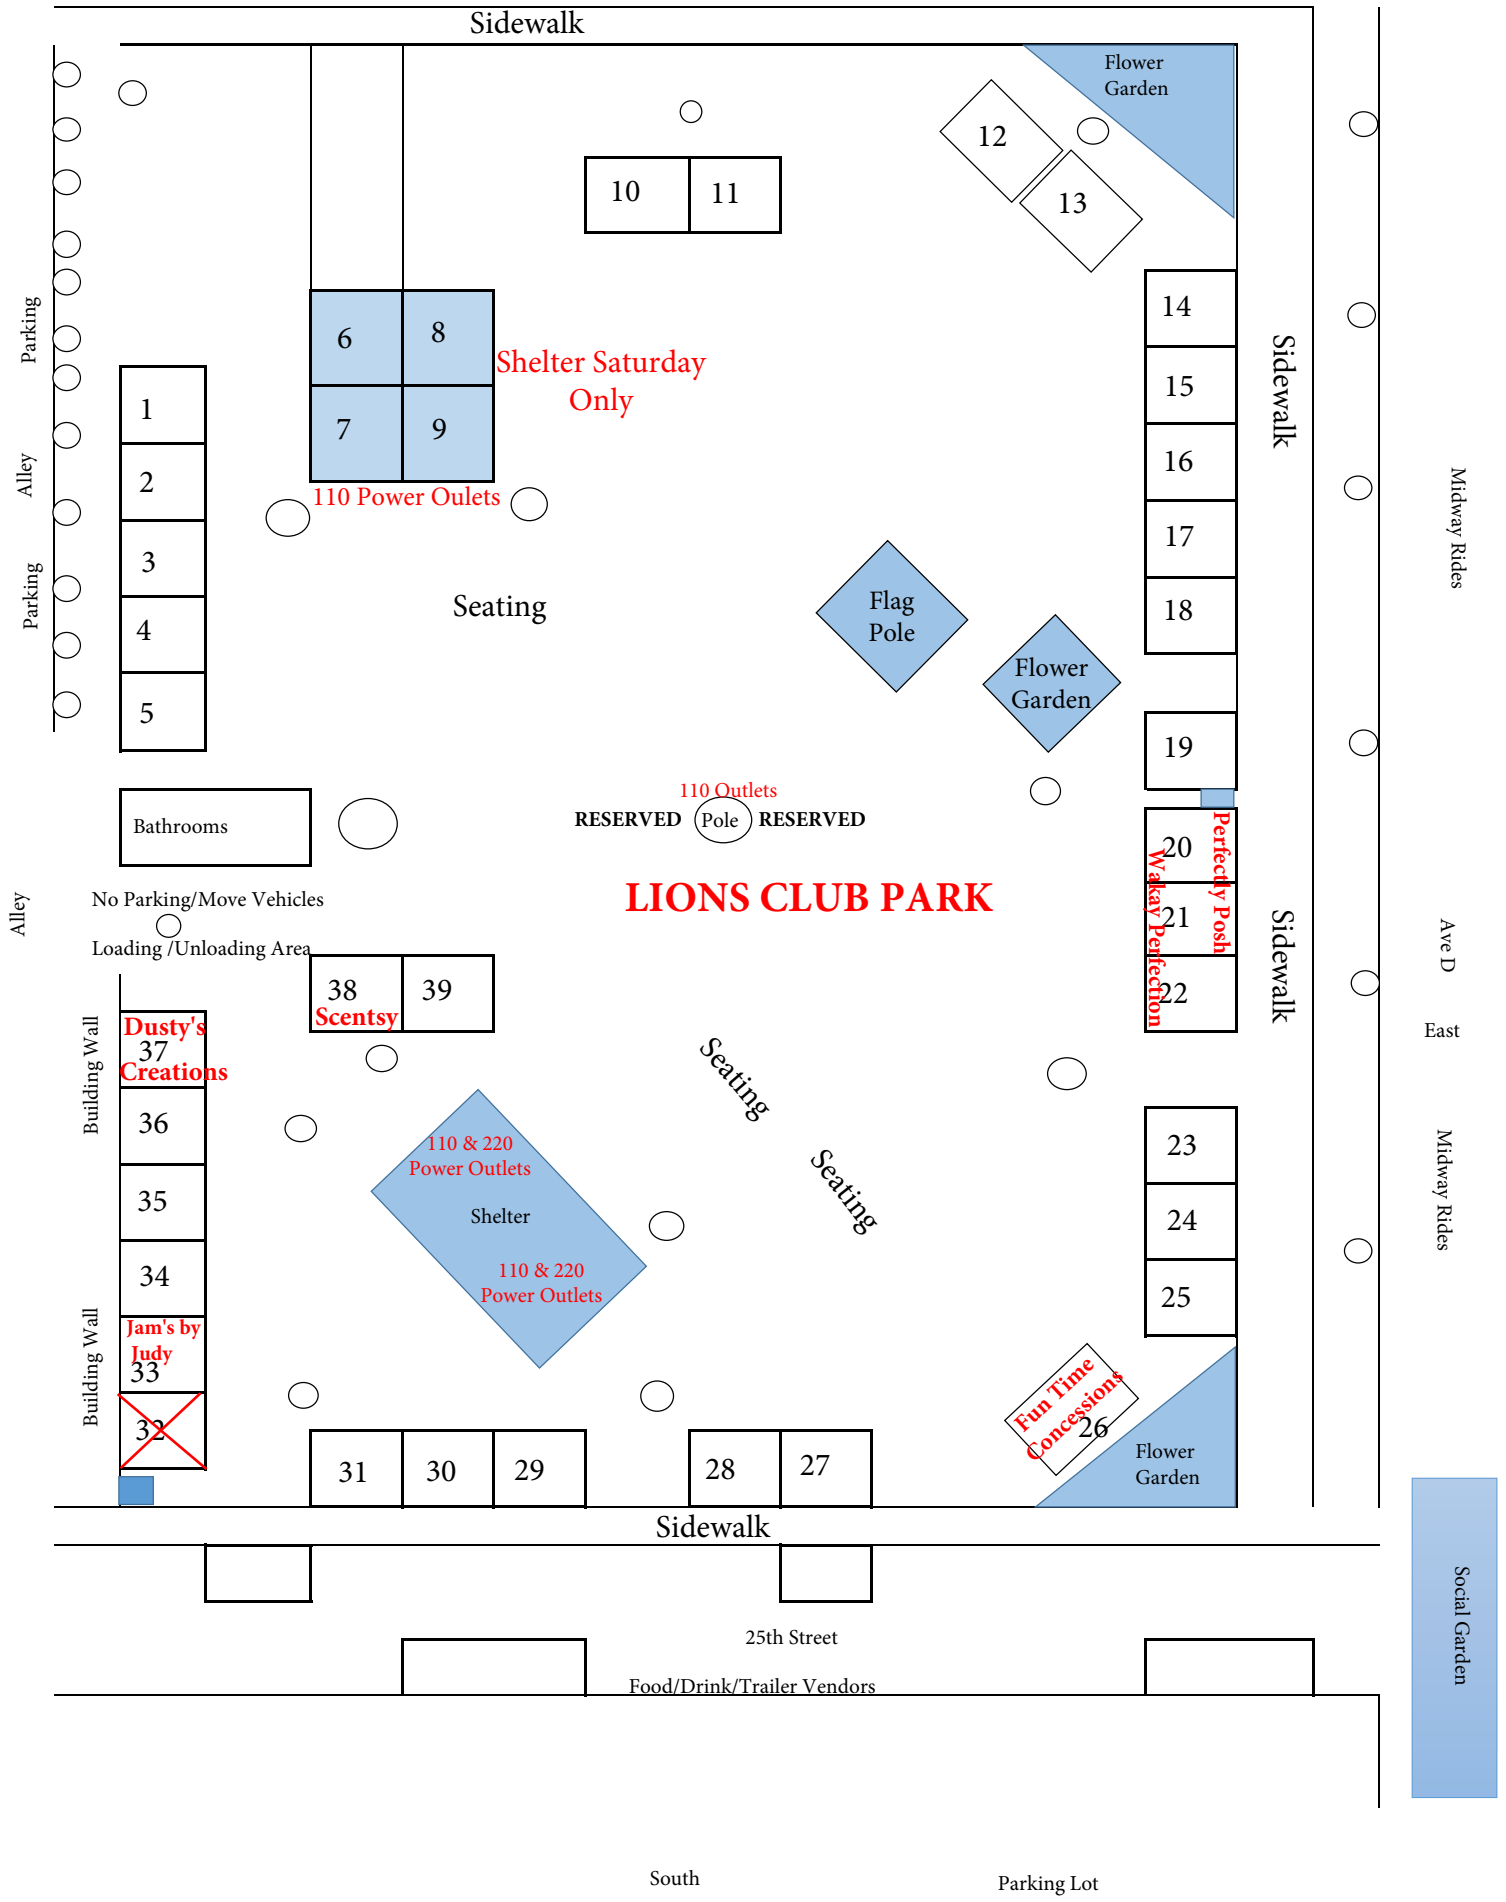 Sidewalk
Flower
Garden
12
13
10
11
14
15
16
17
18
Sidewalk
Parking
Alley
Parking
6
8
7
9
Shelter Saturday
Only
110 Power Oulets
1
2
3
4
5
Seating
Flag
Pole
Flower
Garden
Midway Rides
19
110 Outlets
RESERVED
Pole
RESERVED
Bathrooms
LIONS CLUB PARK
20
21
22
Perfectly Posh
Wakay Perfection
Sidewalk
Alley
No Parking/Move Vehicles
Loading /Unloading Area
Ave D
East
38
Scentsy
39
Building Wall
Dusty's
37
Creations
36
35
34
Jam's by
Judy
33
32
Building Wall
Seating
Seating
110 & 220
Power Outlets
Shelter
110 & 220
Power Outlets
23
24
25
Midway Rides
Fun Time
Concessions
26
Flower
Garden
31
30
29
28
27
Sidewalk
25th Street
Food/Drink/Trailer Vendors
Social Garden
South
Parking Lot